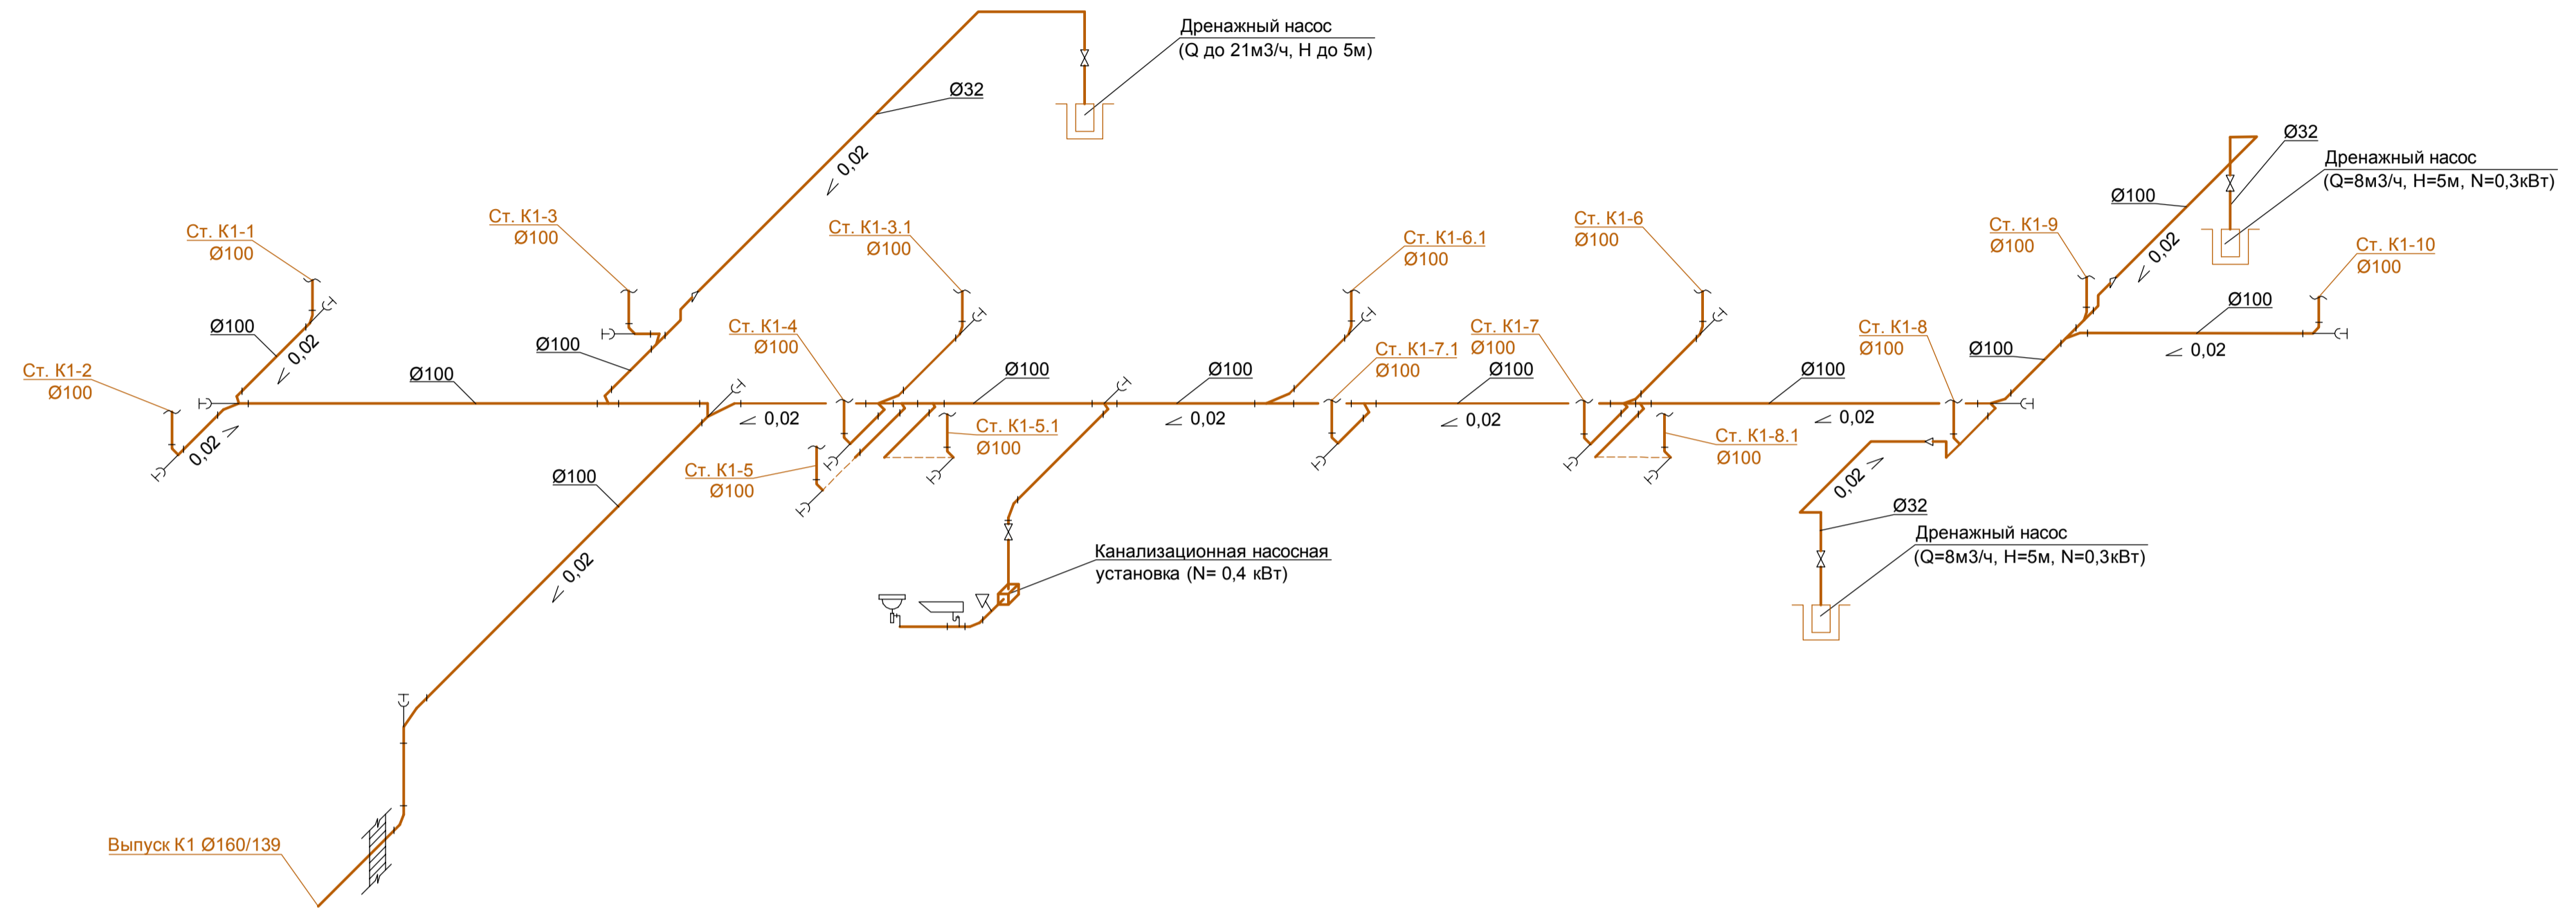 Дренажный насос
(Q до 21м3/ч, H до 5м)
Ø32
< 0,02
Ø32
Дренажный насос
(Q=8м3/ч, H=5м, N=0,3кВт)
Ø100
< 0,02
Ст. К1-1
Ø100
Ст. К1-3
Ø100
Ст. К1-3.1
Ø100
Ст. К1-6.1
Ø100
Ст. К1-6
Ø100
Ст. К1-9
Ø100
Ст. К1-10
Ø100
Ø100
< 0,02
Ø100
Ст. К1-4
Ø100
Ст. К1-7.1
Ø100
Ст. К1-7
Ø100
Ст. К1-8
Ø100
Ø100
Ø100
< 0,02
Ст. К1-2
Ø100
0,02 >
Ø100
< 0,02
Ø100
Ø100
< 0,02
Ø100
< 0,02
Ø100
< 0,02
Ст. К1-5
Ø100
Ст. К1-5.1
Ø100
Ст. К1-8.1
Ø100
Ø100
< 0,02
0,02 >
Ø32
Дренажный насос
(Q=8м3/ч, H=5м, N=0,3кВт)
Канализационная насосная
установка (N= 0,4 кВт)
Выпуск К1 Ø160/139